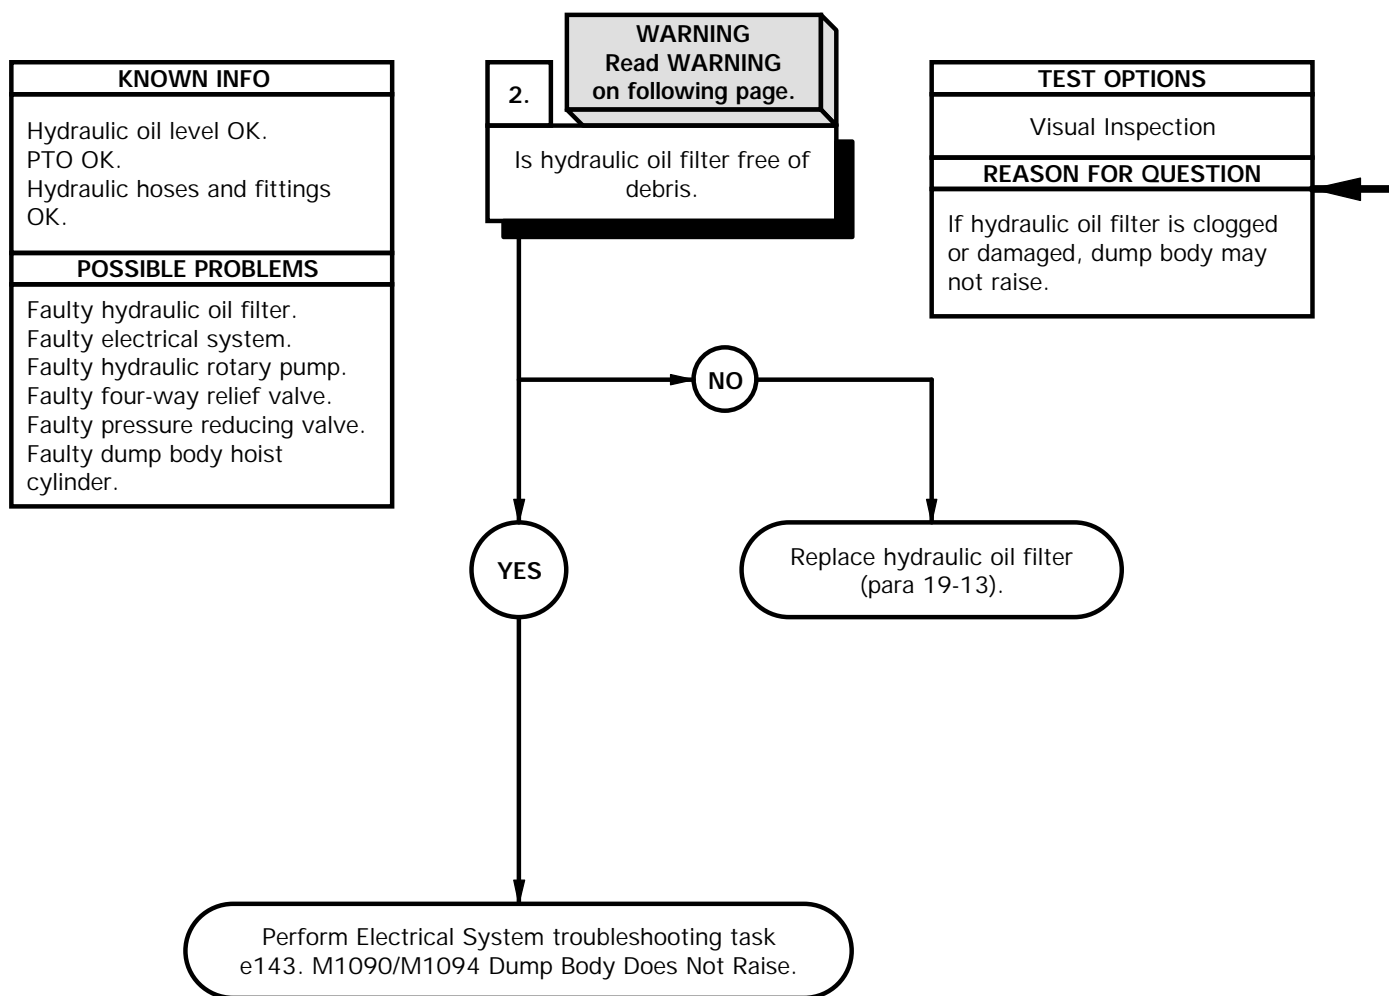 KNOWN INFO
Hydraulic oil level OK.
PTO OK.
Hydraulic hoses and fittings
OK.
POSSIBLE PROBLEMS
Faulty hydraulic oil filter.
Faulty electrical system.
Faulty hydraulic rotary pump.
Faulty four-way relief valve.
Faulty pressure reducing valve.
Faulty dump body hoist
cylinder.
WARNING
Read WARNING
on following page.
2.
Is hydraulic oil filter free of
debris.
TEST OPTIONS
Visual Inspection
REASON FOR QUESTION
If hydraulic oil filter is clogged
or damaged, dump body may
not raise.
NO
YES
Replace hydraulic oil filter
(para 19-13).
Perform Electrical System troubleshooting task
e143. M1090/M1094 Dump Body Does Not Raise.